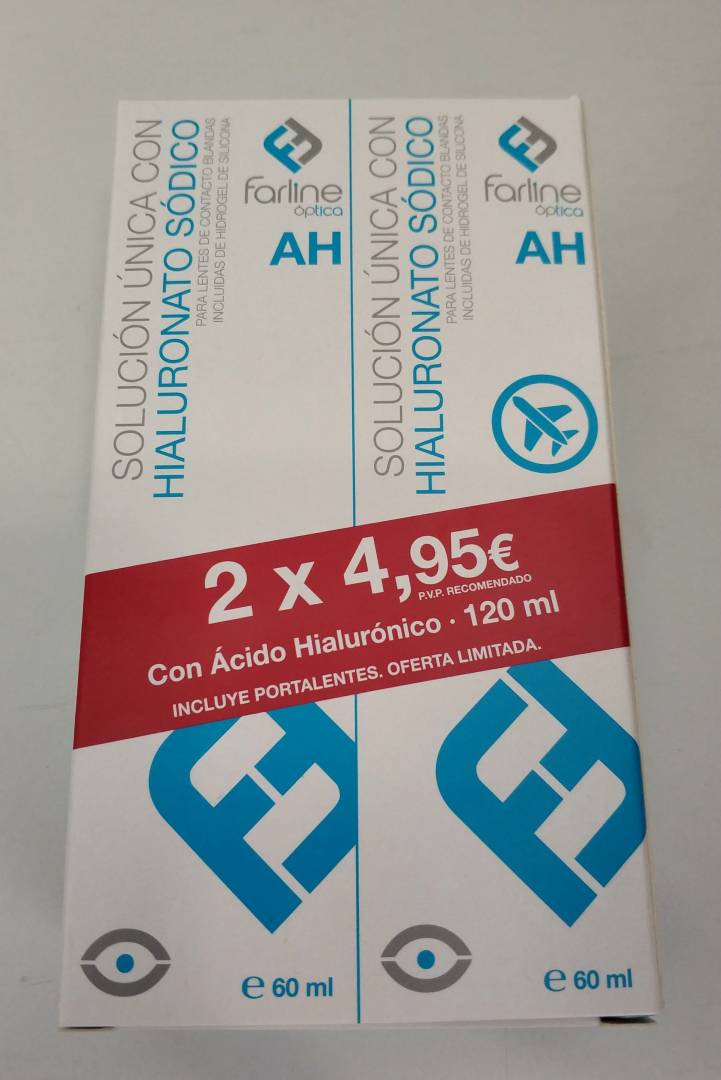 SOLUCIÓN ÚNICA CON
HIALURONATO SÓDICO
PARA LENTES DE CONTACTO BLANDAS
INCLUIDAS DE HIDROGEL DE SILICONA
farline
óptica
AH
SOLUCIÓN ÚNICA CON
HIALURONATO SÓDICO
PARA LENTES DE CONTACTO BLANDAS
INCLUIDAS DE HIDROGEL DE SILICONA
farline
óptica
AH
2 x 4,95€
P.V.P. RECOMENDADO
Con Ácido Hialurónico · 120 ml
INCLUYE PORTALENTES. OFERTA LIMITADA.
e 60 ml
e 60 ml